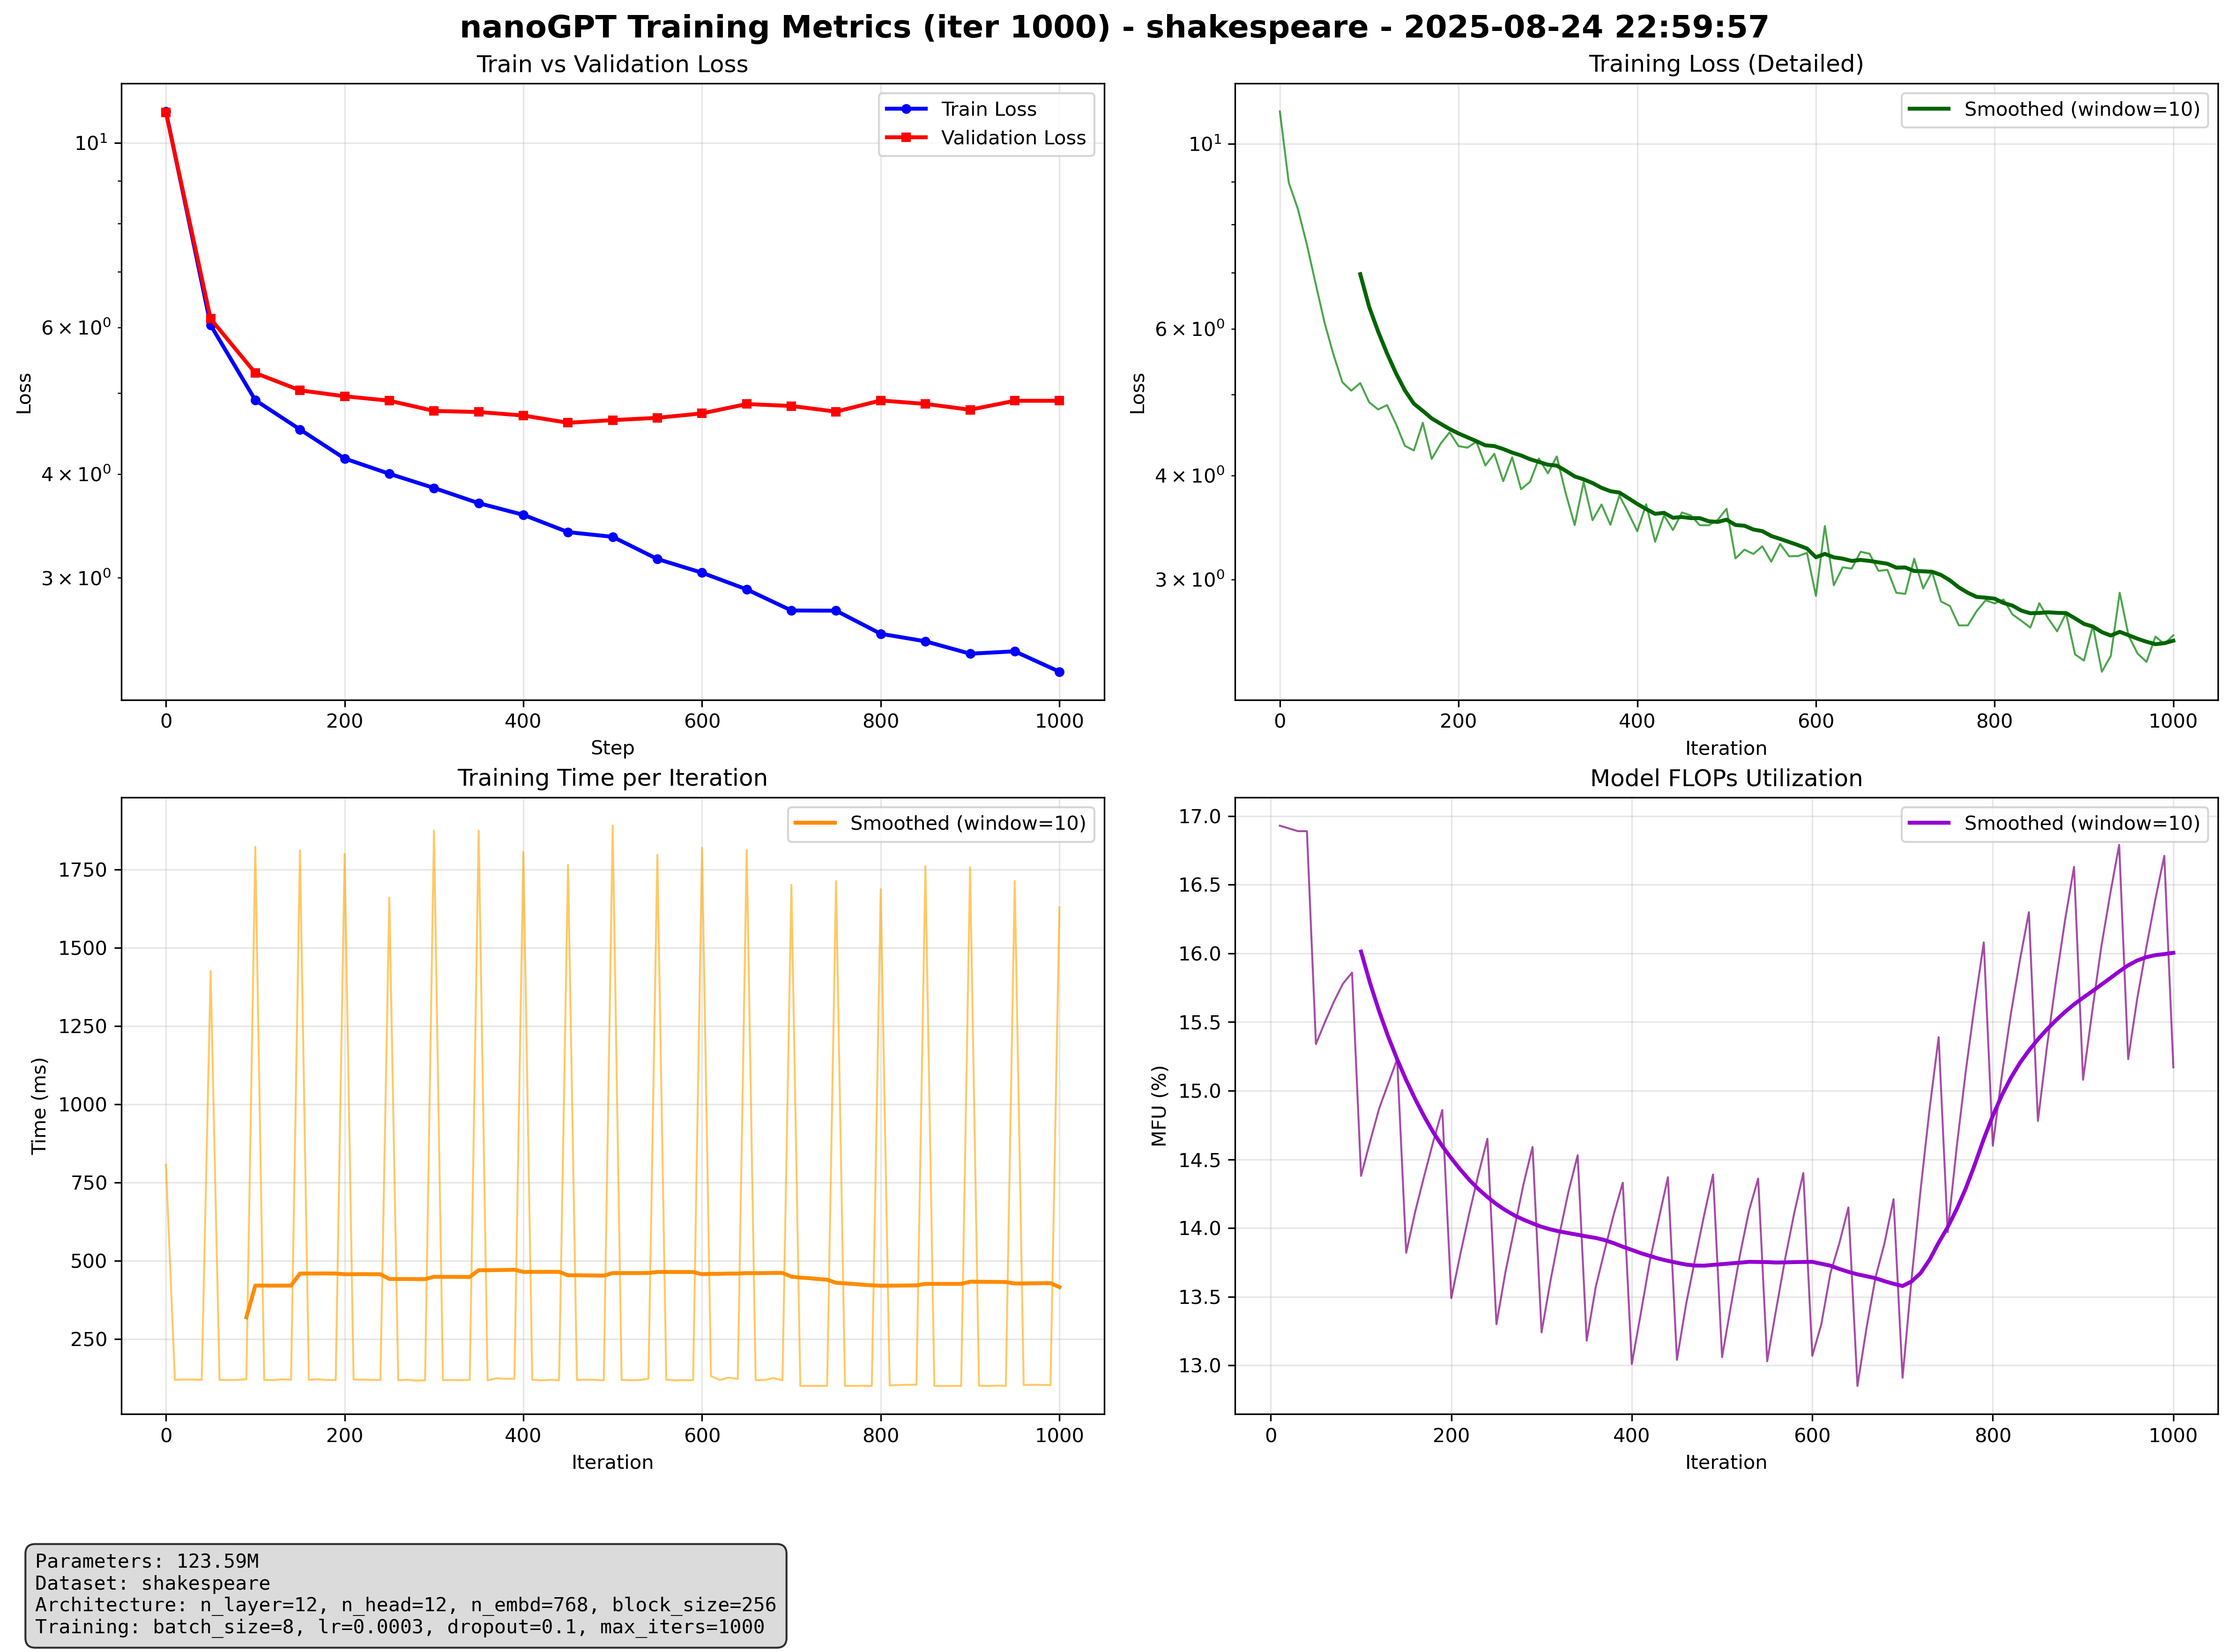 nanoGPT Training Metrics (iter 1000) - shakespeare - 2025-08-24 22:59:57
Train vs Validation Loss
Train Loss
Validation Loss
10¹
6 × 10⁰
4 × 10⁰
3 × 10⁰
Loss
0 200 400 600 800 1000
Step
Training Loss (Detailed)
Smoothed (window=10)
10¹
6 × 10⁰
4 × 10⁰
3 × 10⁰
Loss
0 200 400 600 800 1000
Iteration
Training Time per Iteration
Smoothed (window=10)
1750
1500
1250
1000
750
500
250
Time (ms)
0 200 400 600 800 1000
Iteration
Model FLOPs Utilization
Smoothed (window=10)
17.0
16.5
16.0
15.5
15.0
14.5
14.0
13.5
13.0
MFU (%)
0 200 400 600 800 1000
Iteration
Parameters: 123.59M
Dataset: shakespeare
Architecture: n_layer=12, n_head=12, n_embd=768, block_size=256
Training: batch_size=8, lr=0.0003, dropout=0.1, max_iters=1000